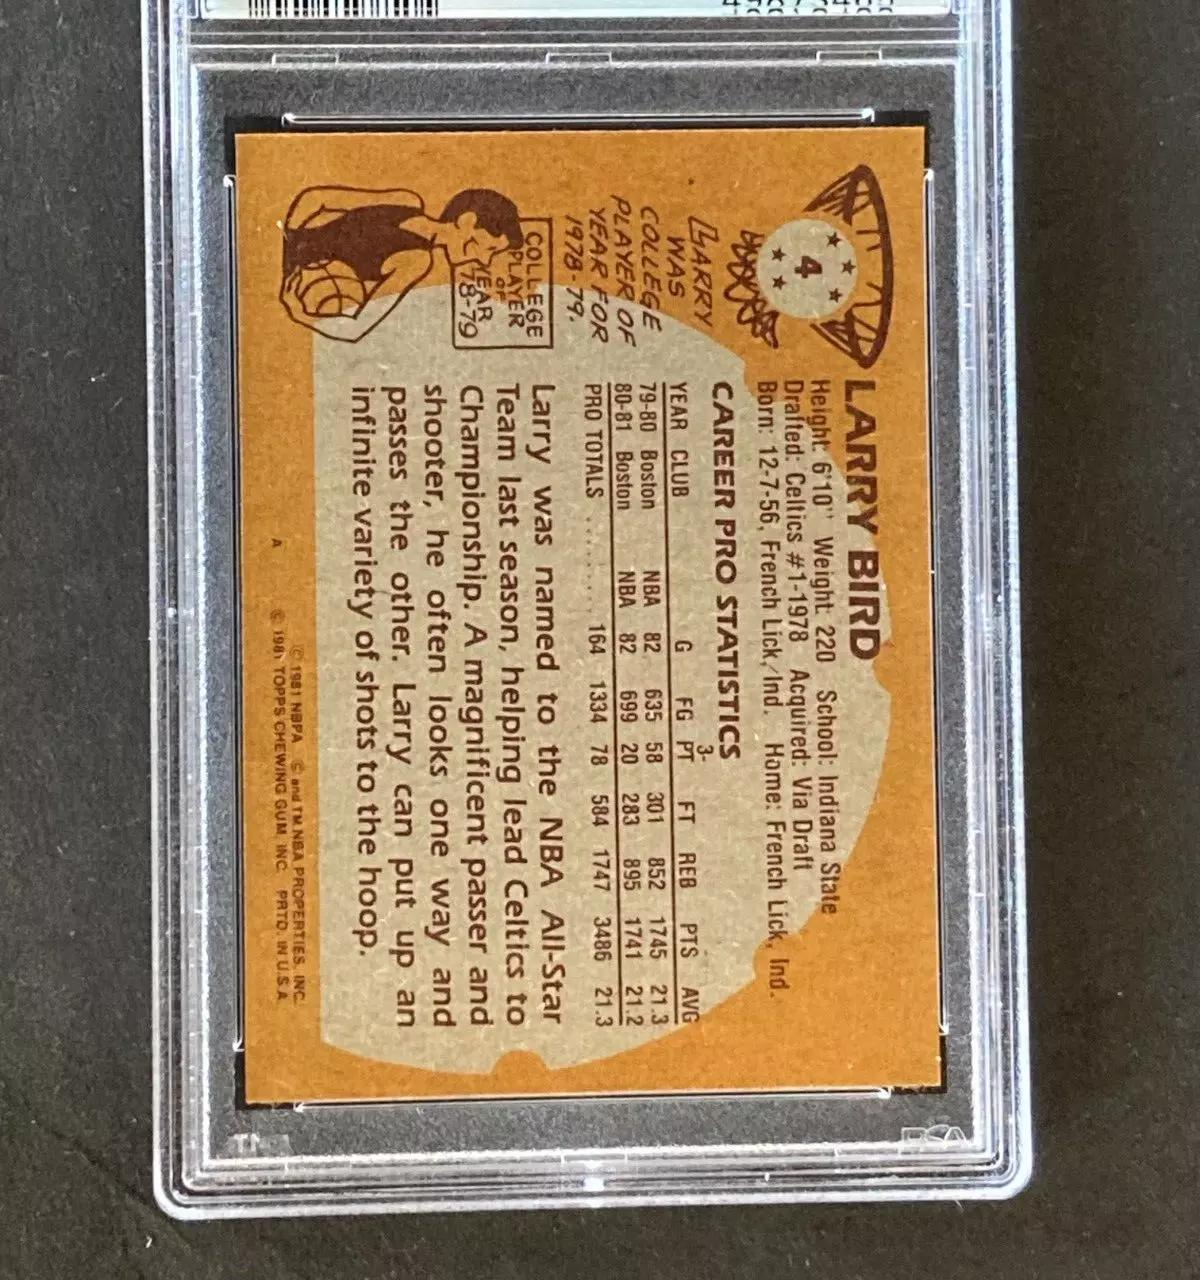 4
LARRY BIRD
Height: 6'10" Weight: 220 School: Indiana State
Drafted: Celtics #1-1978 Acquired: Via Draft
Born: 12-7-56, French Lick, Ind. Home: French Lick, Ind.
CAREER PRO STATISTICS
YEAR CLUB G FG 3-PT FT REB PTS AVG
79-80 Boston NBA 82 635 58 301 852 1745 21.3
80-81 Boston NBA 82 699 20 283 895 1741 21.2
PRO TOTALS ......... 164 1334 78 584 1747 3486 21.3
LARRY
WAS
COLLEGE
PLAYER OF
YEAR FOR
1978-79.
COLLEGE
PLAYER
OF
YEAR
78-79
Larry was named to the NBA All-Star
Team last season, helping lead Celtics to
Championship. A magnificent passer and
shooter, he often looks one way and
passes the other. Larry can put up an
infinite variety of shots to the hoop.
© 1981 NBPA © and TM NBA PROPERTIES, INC.
A © 1981 TOPPS CHEWING GUM, INC. PRTD. IN U.S.A.
PSA